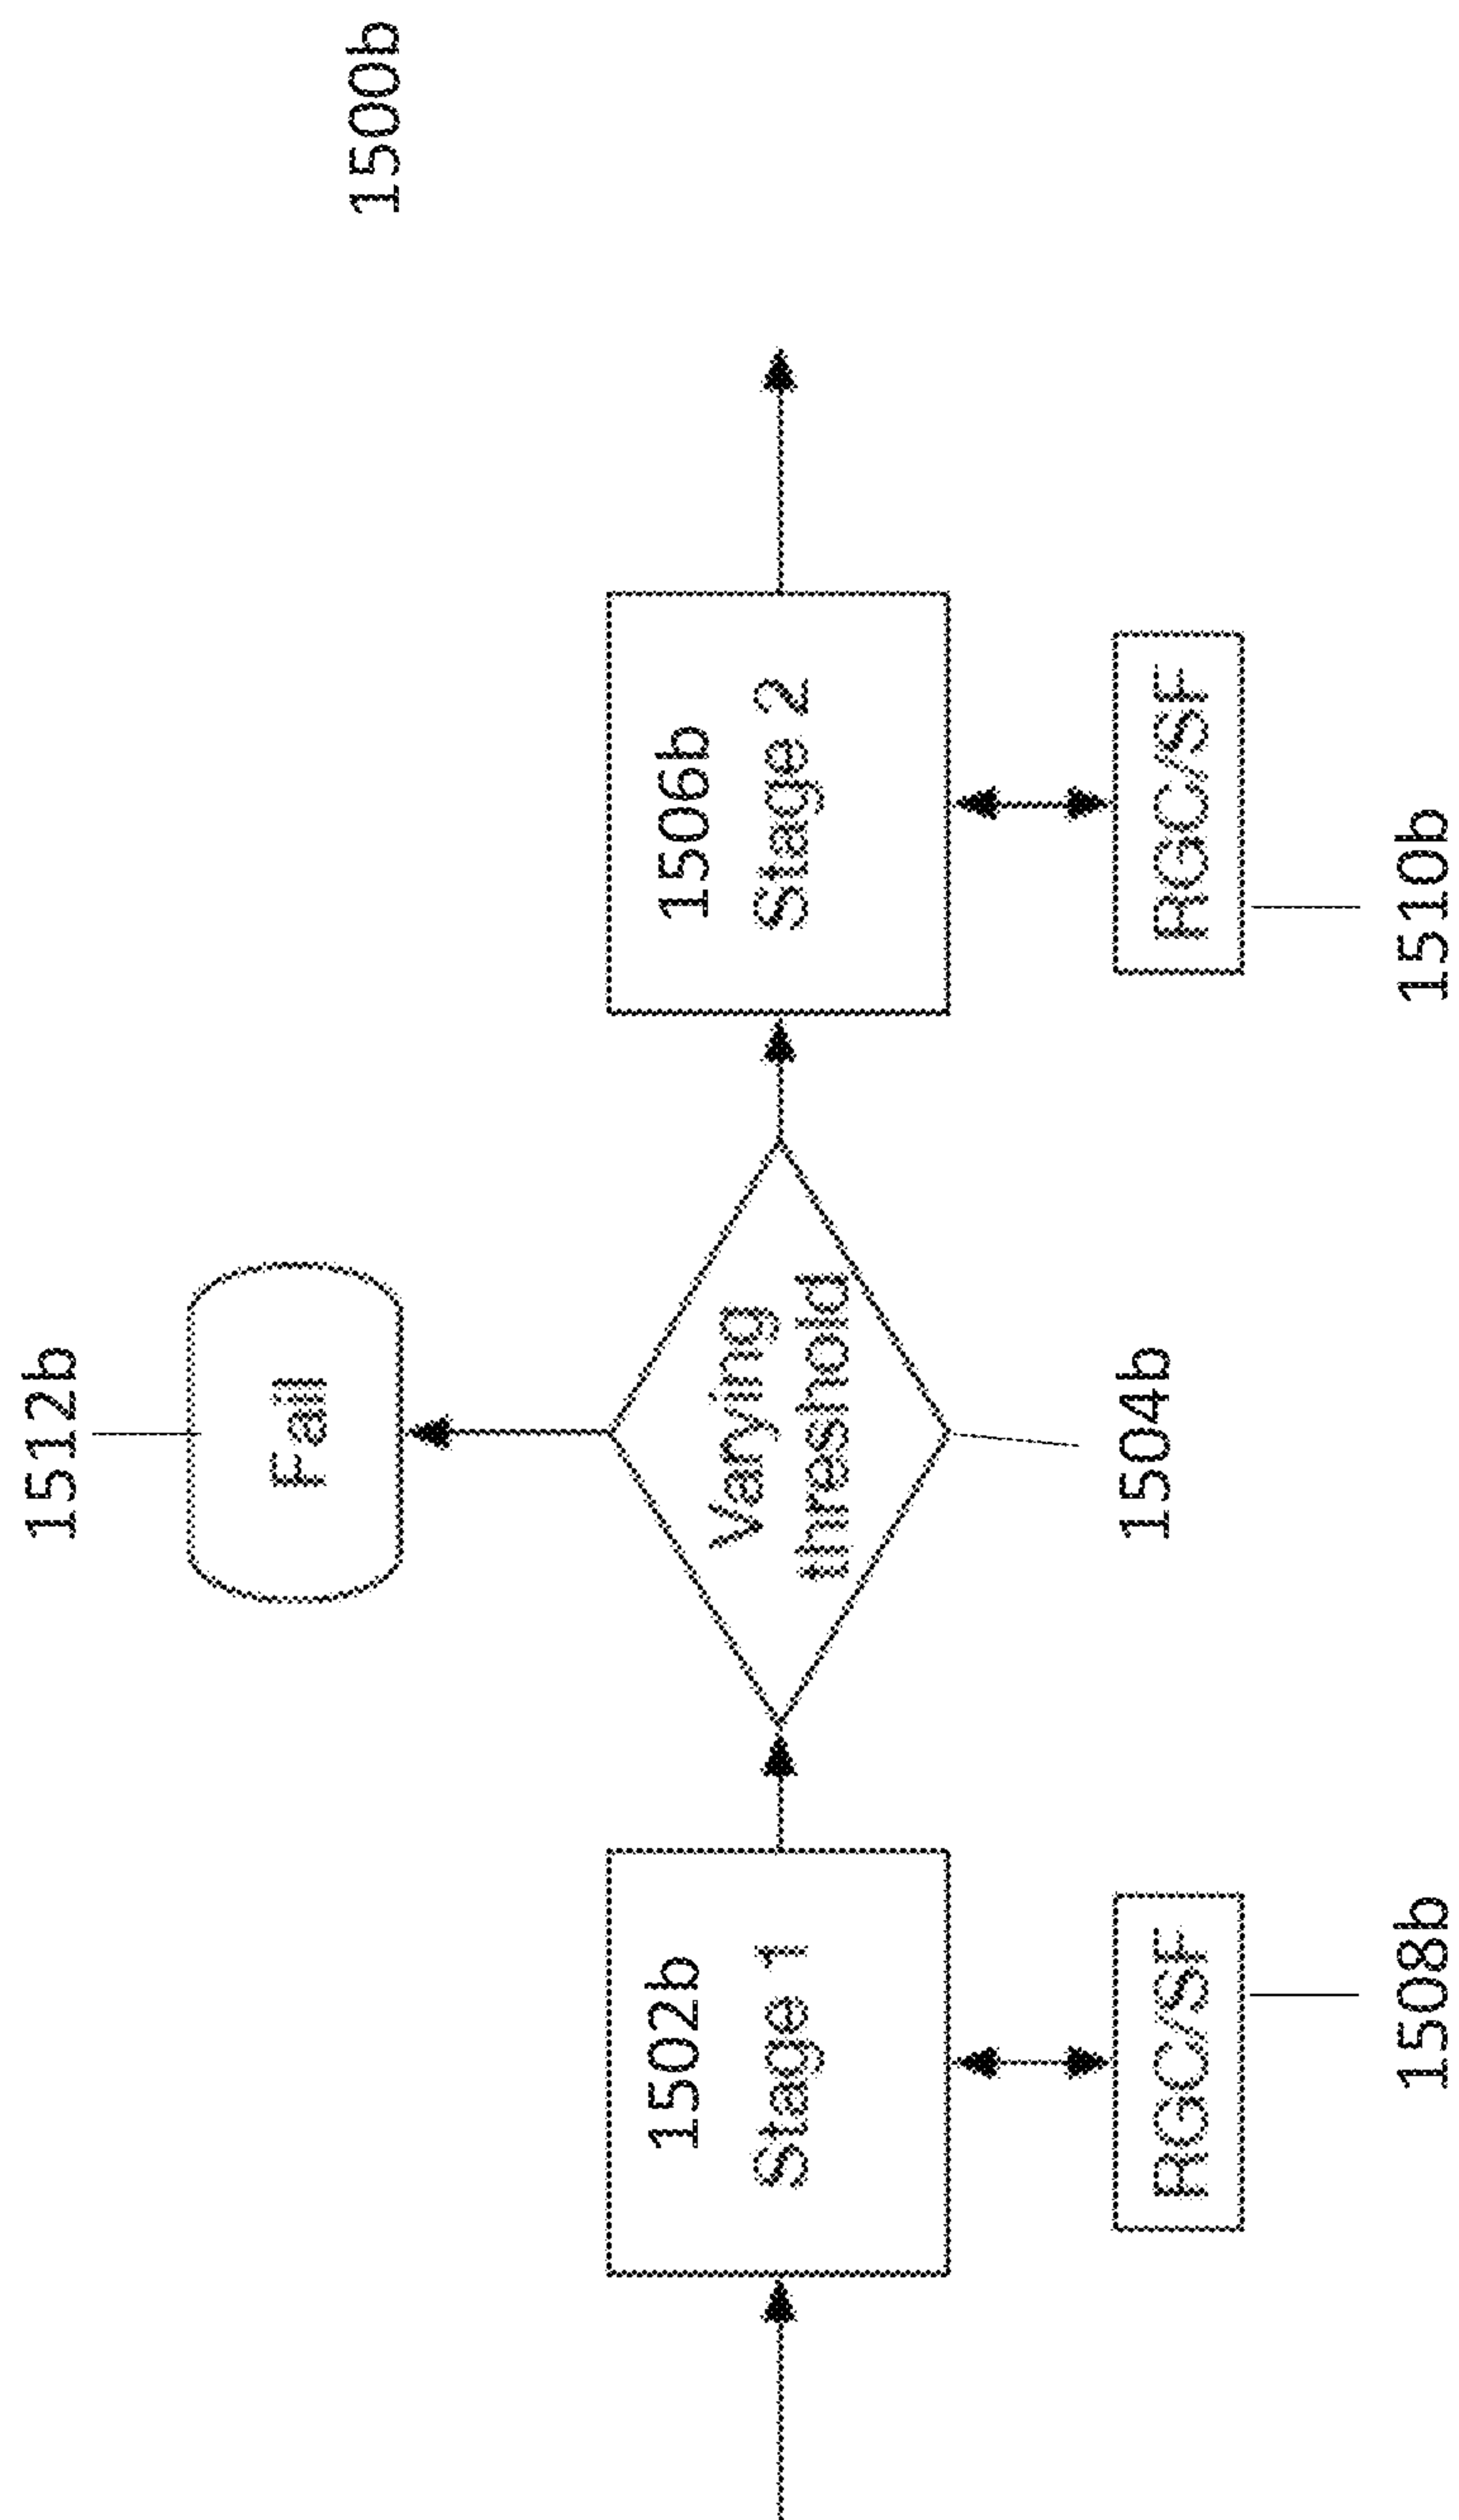 1512b
Fail
1500b
1502b
Stage 1
Varying
threshold
1506b
Stage 2
1504b
RGC/SF
RGC/SF
1508b
1510b